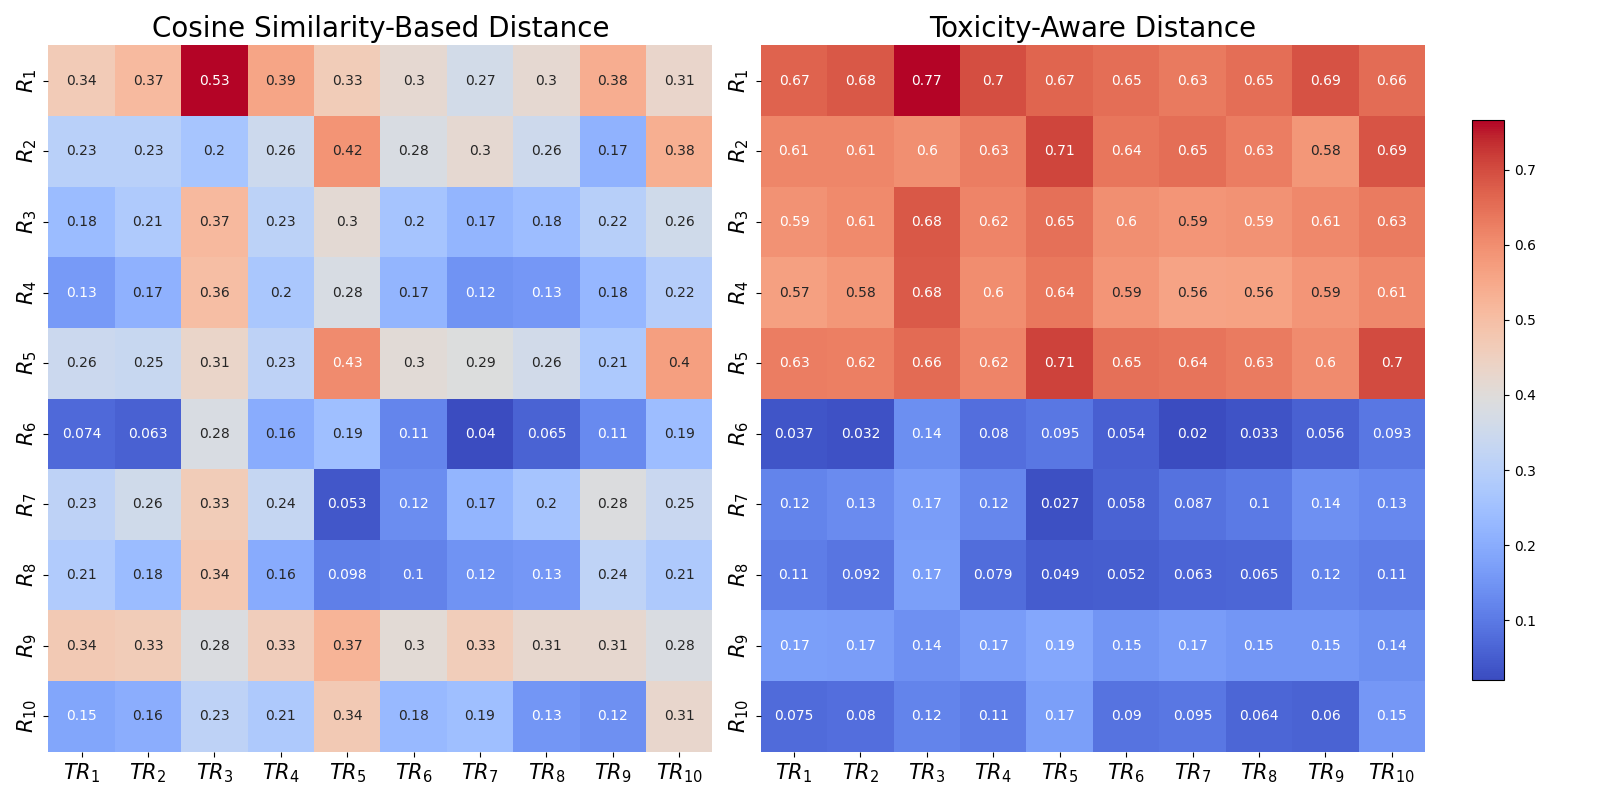 Cosine Similarity-Based Distance
R1 0.34 0.37 0.53 0.39 0.33 0.3 0.27 0.3 0.38 0.31
R2 0.23 0.23 0.2 0.26 0.42 0.28 0.3 0.26 0.17 0.38
R3 0.18 0.21 0.37 0.23 0.3 0.2 0.17 0.18 0.22 0.26
R4 0.13 0.17 0.36 0.2 0.28 0.17 0.12 0.13 0.18 0.22
R5 0.26 0.25 0.31 0.23 0.43 0.3 0.29 0.26 0.21 0.4
R6 0.074 0.063 0.28 0.16 0.19 0.11 0.04 0.065 0.11 0.19
R7 0.23 0.26 0.33 0.24 0.053 0.12 0.17 0.2 0.28 0.25
R8 0.21 0.18 0.34 0.16 0.098 0.1 0.12 0.13 0.24 0.21
R9 0.34 0.33 0.28 0.33 0.37 0.3 0.33 0.31 0.31 0.28
R10 0.15 0.16 0.23 0.21 0.34 0.18 0.19 0.13 0.12 0.31
TR1 TR2 TR3 TR4 TR5 TR6 TR7 TR8 TR9 TR10
Toxicity-Aware Distance
R1 0.67 0.68 0.77 0.7 0.67 0.65 0.63 0.65 0.69 0.66
R2 0.61 0.61 0.6 0.63 0.71 0.64 0.65 0.63 0.58 0.69
R3 0.59 0.61 0.68 0.62 0.65 0.6 0.59 0.59 0.61 0.63
R4 0.57 0.58 0.68 0.6 0.64 0.59 0.56 0.56 0.59 0.61
R5 0.63 0.62 0.66 0.62 0.71 0.65 0.64 0.63 0.6 0.7
R6 0.037 0.032 0.14 0.08 0.095 0.054 0.02 0.033 0.056 0.093
R7 0.12 0.13 0.17 0.12 0.027 0.058 0.087 0.1 0.14 0.13
R8 0.11 0.092 0.17 0.079 0.049 0.052 0.063 0.065 0.12 0.11
R9 0.17 0.17 0.14 0.17 0.19 0.15 0.17 0.15 0.15 0.14
R10 0.075 0.08 0.12 0.11 0.17 0.09 0.095 0.064 0.06 0.15
TR1 TR2 TR3 TR4 TR5 TR6 TR7 TR8 TR9 TR10
0.7
0.6
0.5
0.4
0.3
0.2
0.1